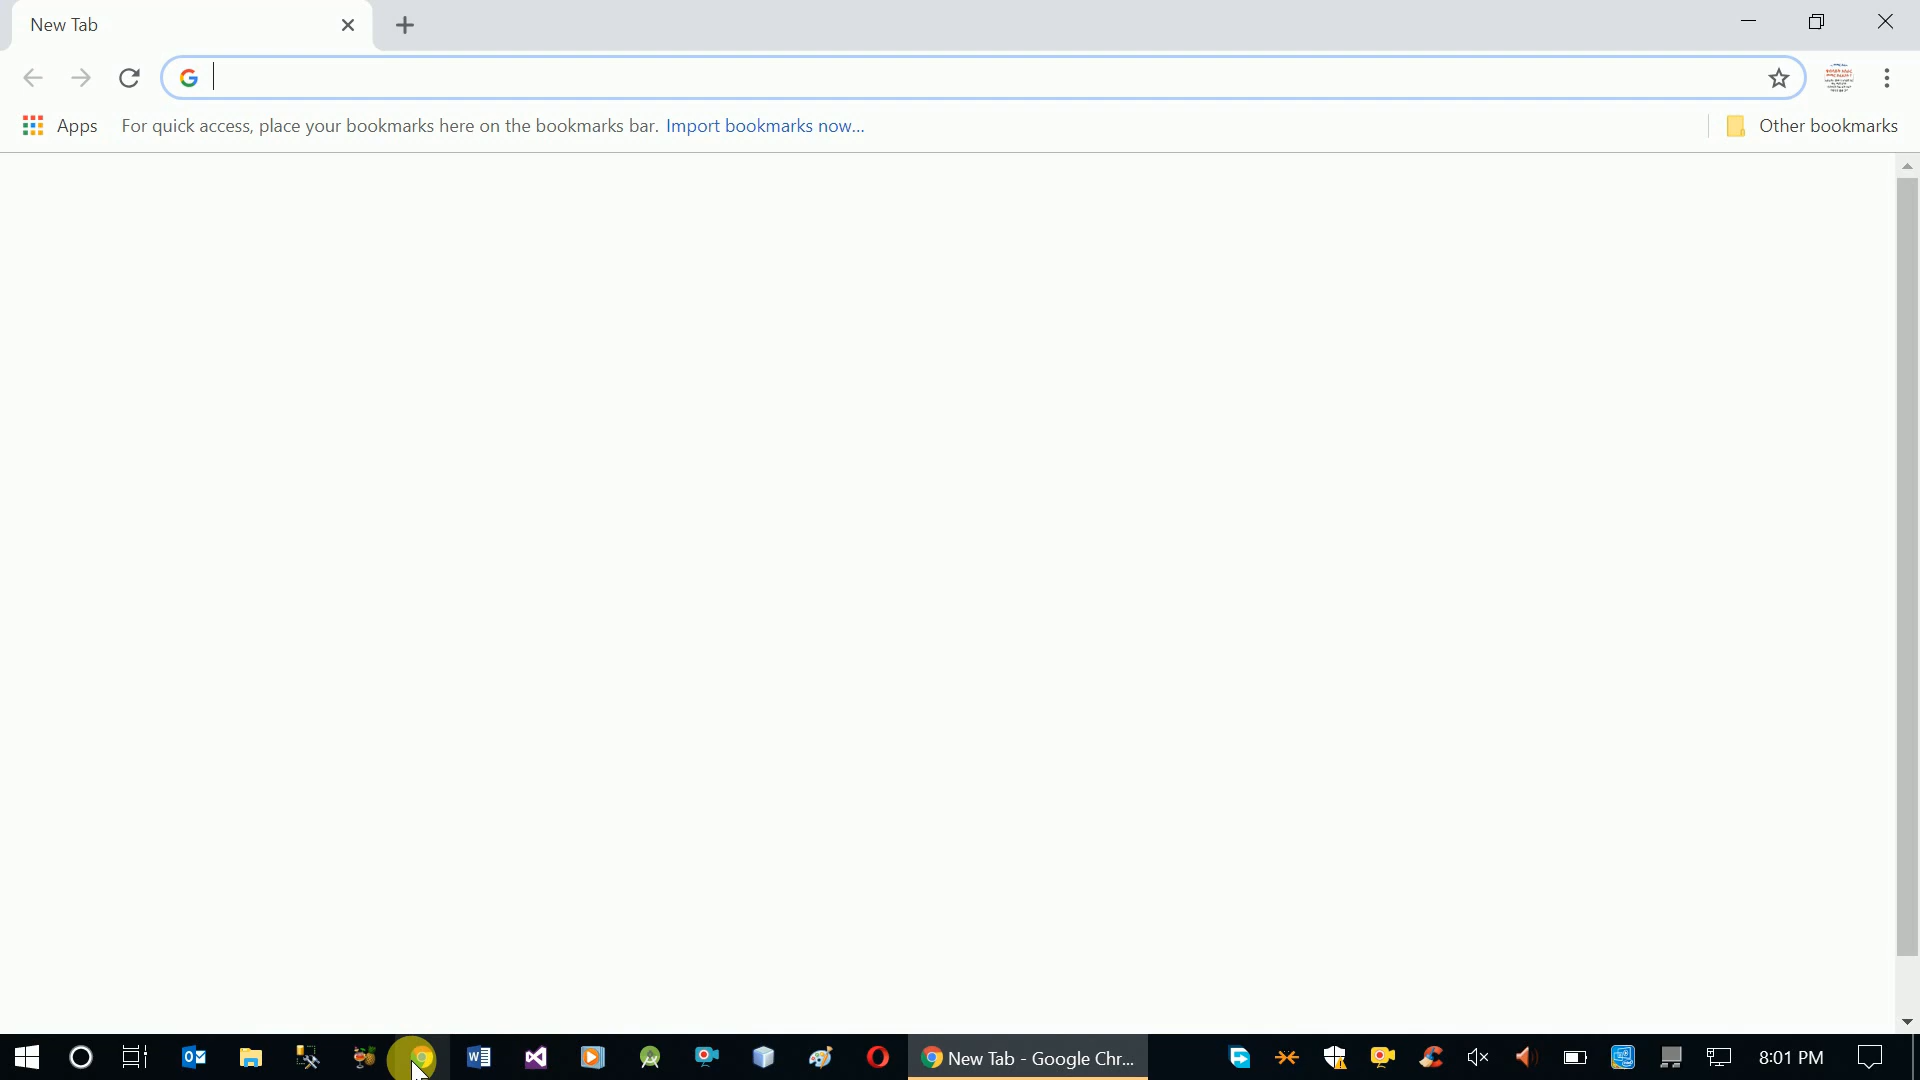 New Tab
Apps
For quick access, place your bookmarks here on the bookmarks bar. Import bookmarks now...
Other bookmarks
New Tab - Google Chr...
8:01 PM